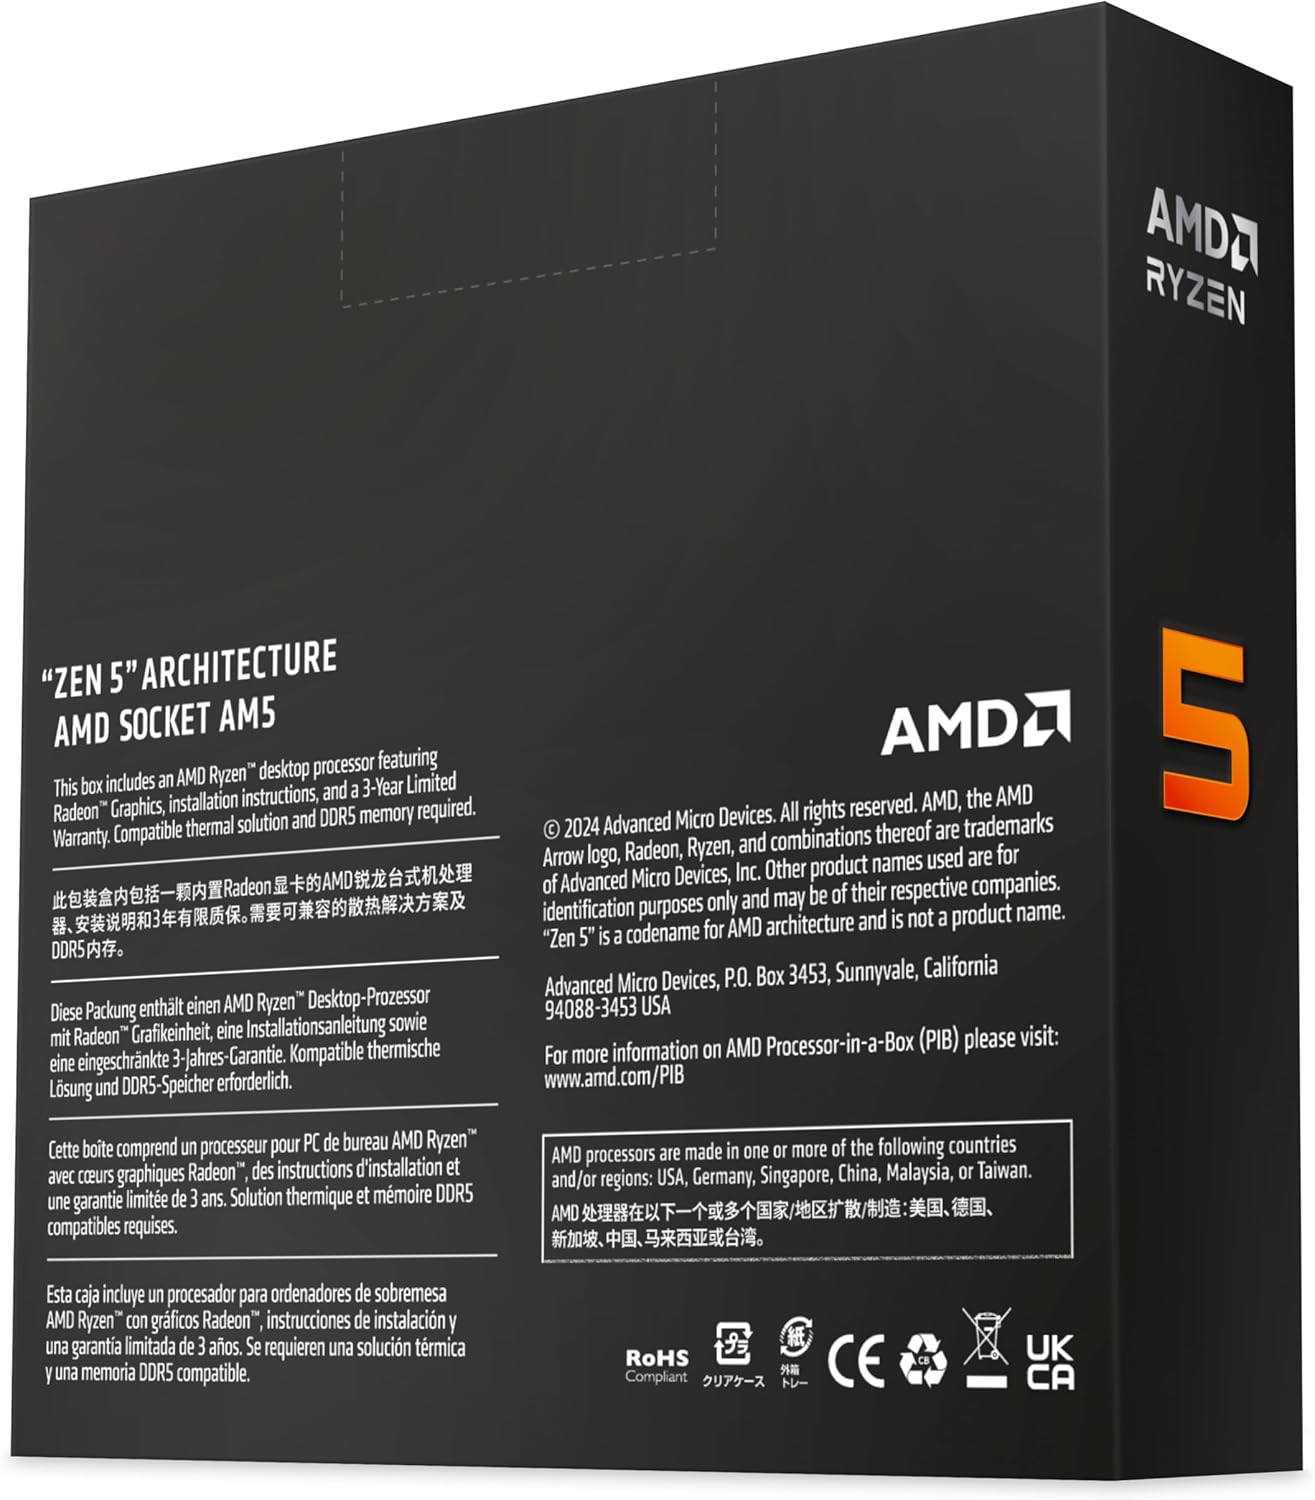 "ZEN 5" ARCHITECTURE
AMD SOCKET AM5
This box includes an AMD Ryzen™ desktop processor featuring
Radeon™ Graphics, installation instructions, and a 3-Year Limited
Warranty. Compatible thermal solution and DDR5 memory required.
此包装盒内包括一颗内置Radeon显卡的AMD锐龙台式机处理
器、安装说明和3年有限质保。需要可兼容的散热解决方案及
DDR5内存。
Diese Packung enthält einen AMD Ryzen™ Desktop-Prozessor
mit Radeon™ Grafikeinheit, eine Installationsanleitung sowie
eine eingeschränkte 3-Jahres-Garantie. Kompatible thermische
Lösung und DDR5-Speicher erforderlich.
Cette boîte comprend un processeur pour PC de bureau AMD Ryzen™
avec cœurs graphiques Radeon™, des instructions d'installation et
une garantie limitée de 3 ans. Solution thermique et mémoire DDR5
compatibles requises.
Esta caja incluye un procesador para ordenadores de sobremesa
AMD Ryzen™ con gráficos Radeon™, instrucciones de instalación y
una garantía limitada de 3 años. Se requieren una solución térmica
y una memoria DDR5 compatible.
AMD
© 2024 Advanced Micro Devices. All rights reserved. AMD, the AMD
Arrow logo, Radeon, Ryzen, and combinations thereof are trademarks
of Advanced Micro Devices, Inc. Other product names used are for
identification purposes only and may be of their respective companies.
"Zen 5" is a codename for AMD architecture and is not a product name.
Advanced Micro Devices, P.O. Box 3453, Sunnyvale, California
94088-3453 USA
For more information on AMD Processor-in-a-Box (PIB) please visit:
www.amd.com/PIB
AMD processors are made in one or more of the following countries
and/or regions: USA, Germany, Singapore, China, Malaysia, or Taiwan.
AMD 处理器在以下一个或多个国家/地区扩散/制造：美国、德国、
新加坡、中国、马来西亚或台湾。
RoHS
Compliant
プラ
クリアケース
紙
外箱
トレー
CE
CB
UK
CA
AMD
RYZEN
5